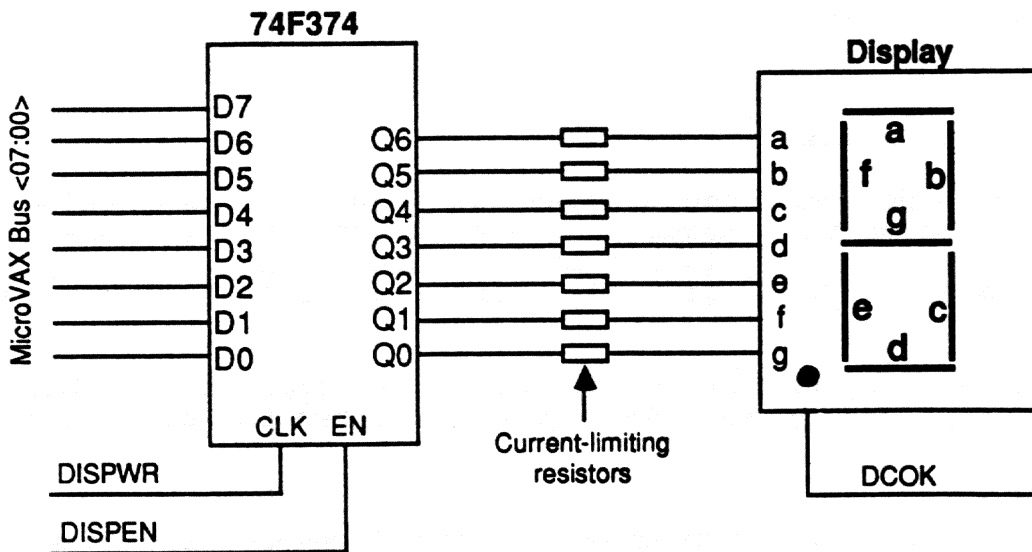 74F374
Display
MicroVAX Bus <07:00>
D7
D6
D5
D4
D3
D2
D1
D0
Q6
Q5
Q4
Q3
Q2
Q1
Q0
CLK EN
DISPWR
DISPEN
Current-limiting
resistors
a
b
c
d
e
f
g
a
f b
g
e c
d
DCOK